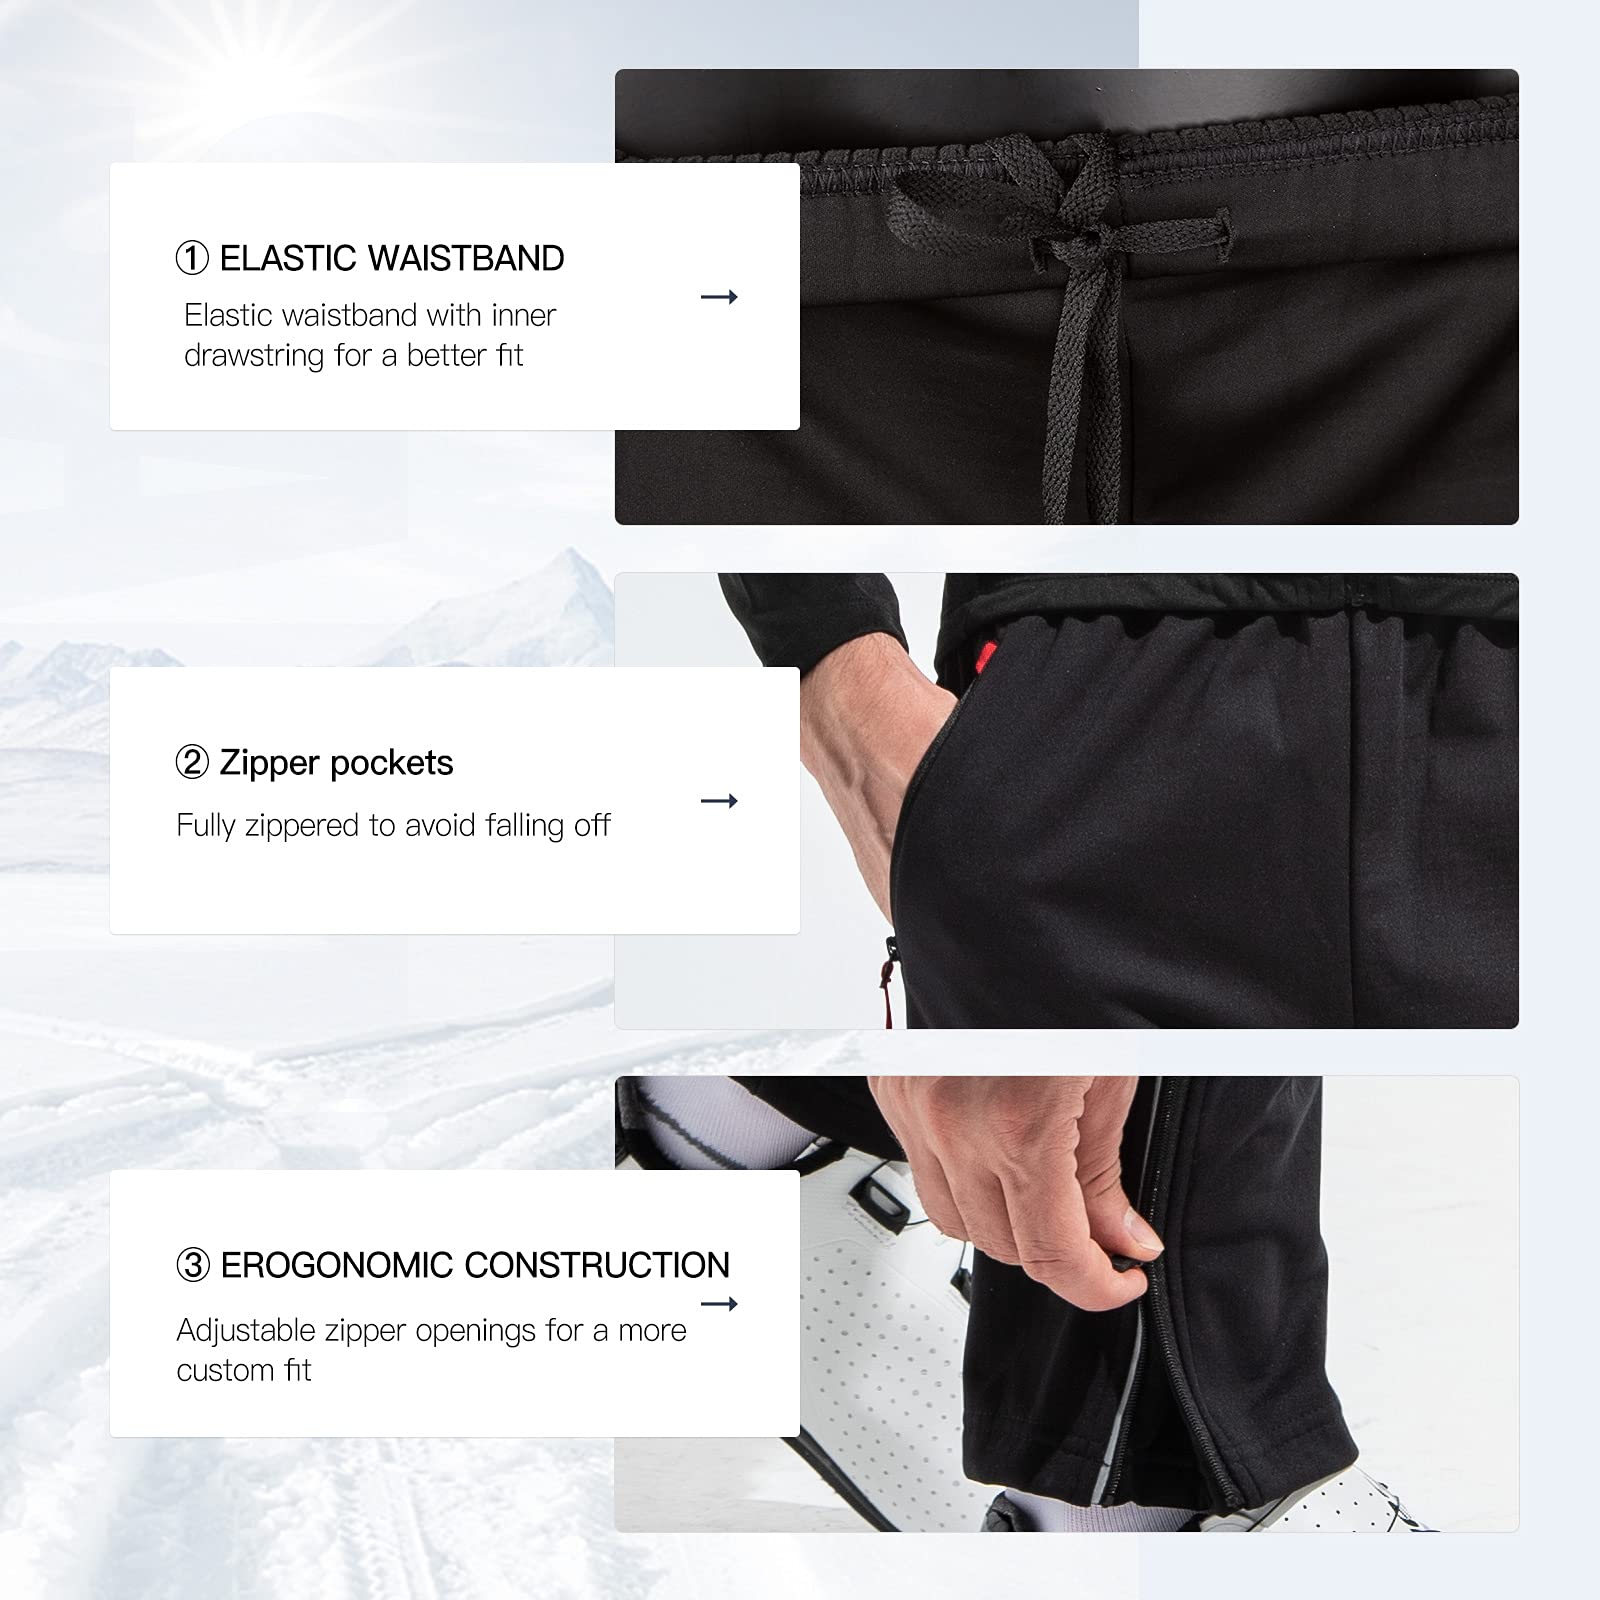 ① ELASTIC WAISTBAND
Elastic waistband with inner
drawstring for a better fit
② Zipper pockets
Fully zippered to avoid falling off
③ EROGONOMIC CONSTRUCTION
Adjustable zipper openings for a more
custom fit